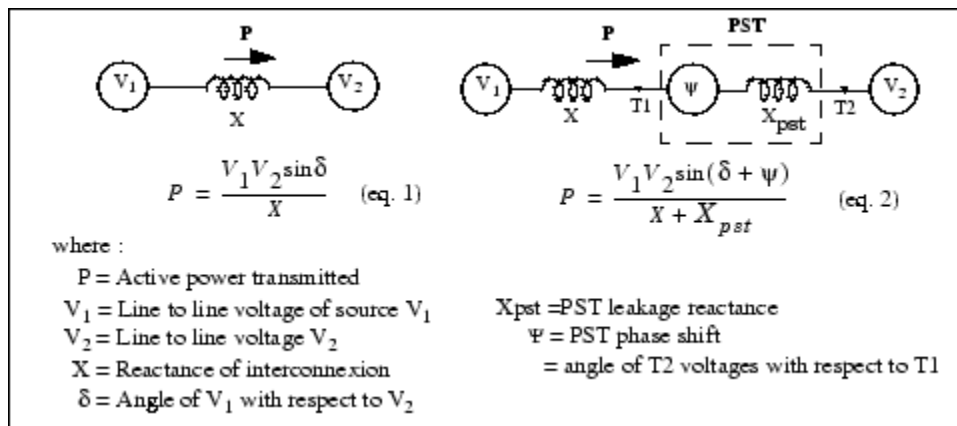 P
V1
X
V2
P = V1V2sinδ / X (eq. 1)
P
PST
V1
X
T1
Ψ
Xpst
T2
V2
P = V1V2sin(δ + ψ) / X + Xpst (eq. 2)
where :
P = Active power transmitted
V1 = Line to line voltage of source V1
V2 = Line to line voltage V2
X = Reactance of interconnexion
δ = Angle of V1 with respect to V2
Xpst =PST leakage reactance
Ψ = PST phase shift
= angle of T2 voltages with respect to T1